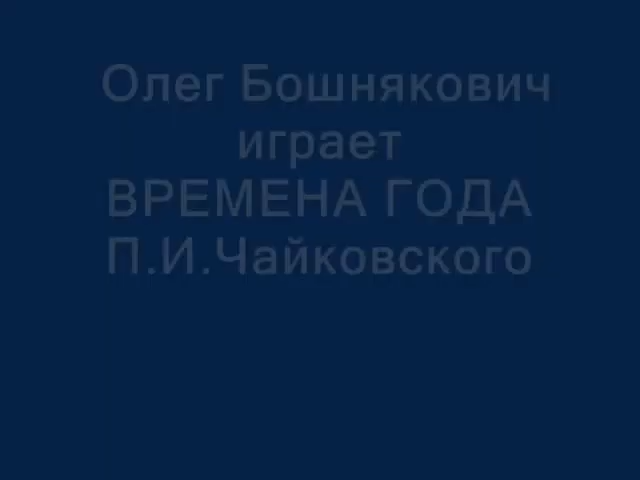 Олег Бошнякович
играет
ВРЕМЕНА ГОДА
П.И.Чайковского